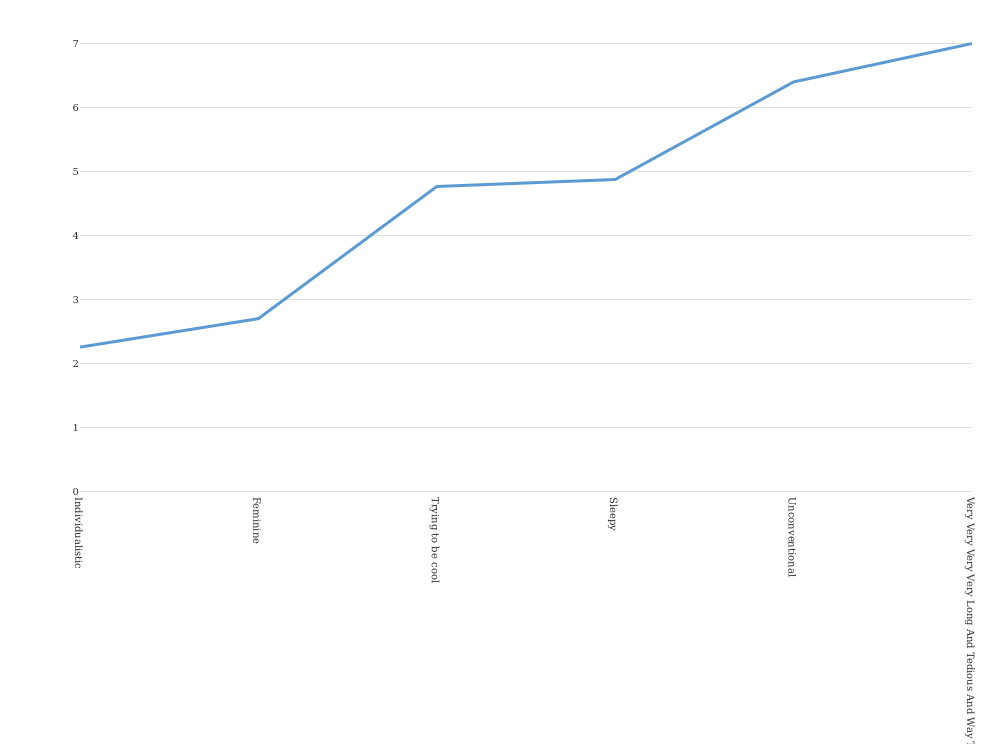 7
6
5
4
3
2
1
0
Individualistic
Feminine
Trying to be cool
Sleepy
Unconventional
Very Very Very Very Long And Tedious And Way